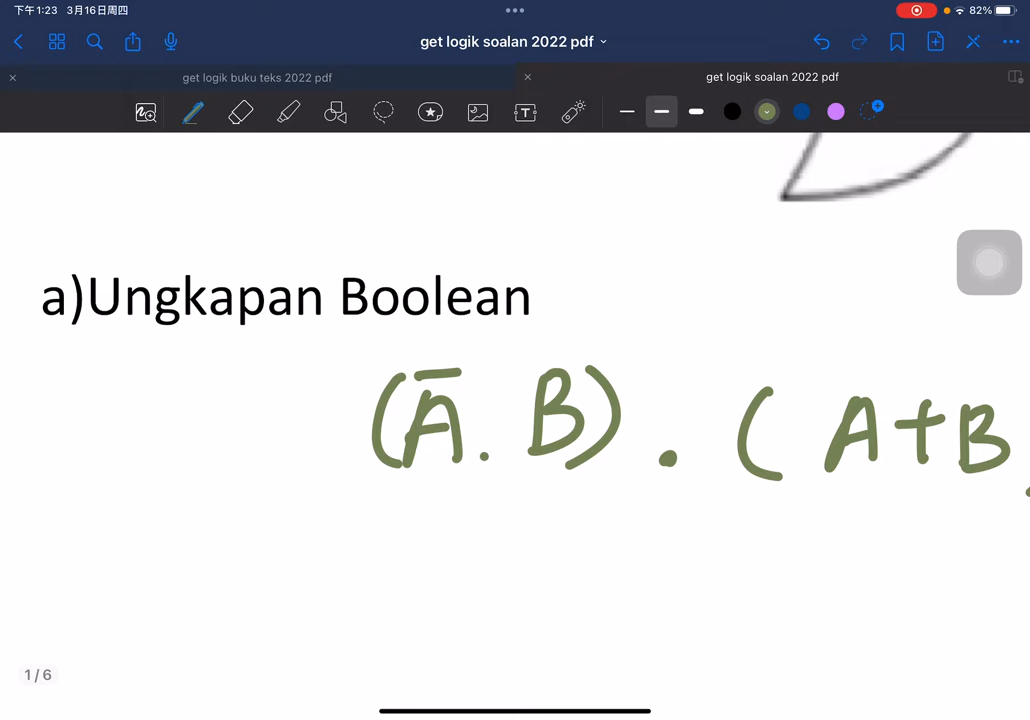 下午1:23 3月16日周四
82%
get logik soalan 2022 pdf
get logik buku teks 2022 pdf
get logik soalan 2022 pdf
a)Ungkapan Boolean
(A̅ . B) . ( A+B
1 / 6